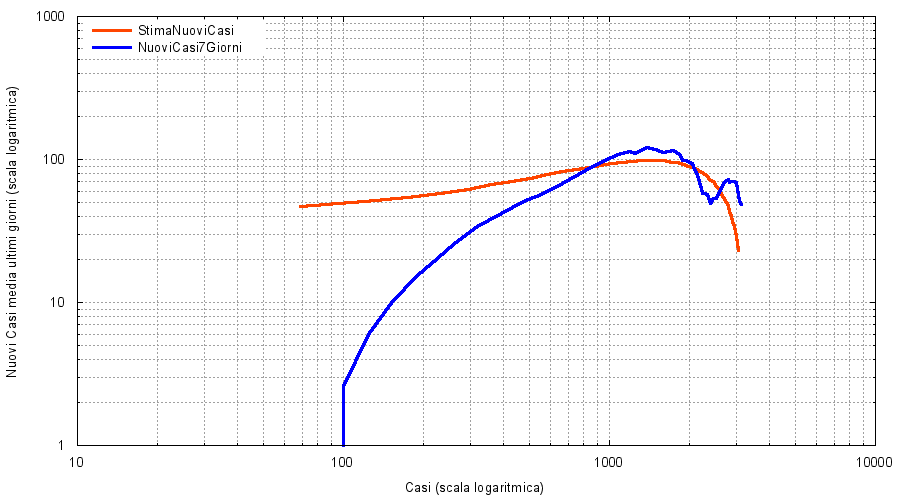 1000
StimaNuoviCasi
NuoviCasi7Giorni
100
10
1
Nuovi Casi media ultimi giorni (scala logaritmica)
10
100
1000
10000
Casi (scala logaritmica)